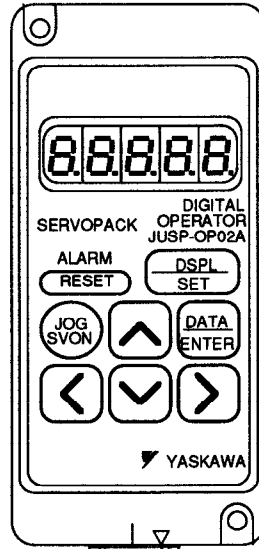 8.8.8.8.8.
DIGITAL
SERVOPACK OPERATOR
JUSP-OP02A
ALARM
RESET
DSPL
SET
JOG
SVON
DATA
ENTER
YASKAWA